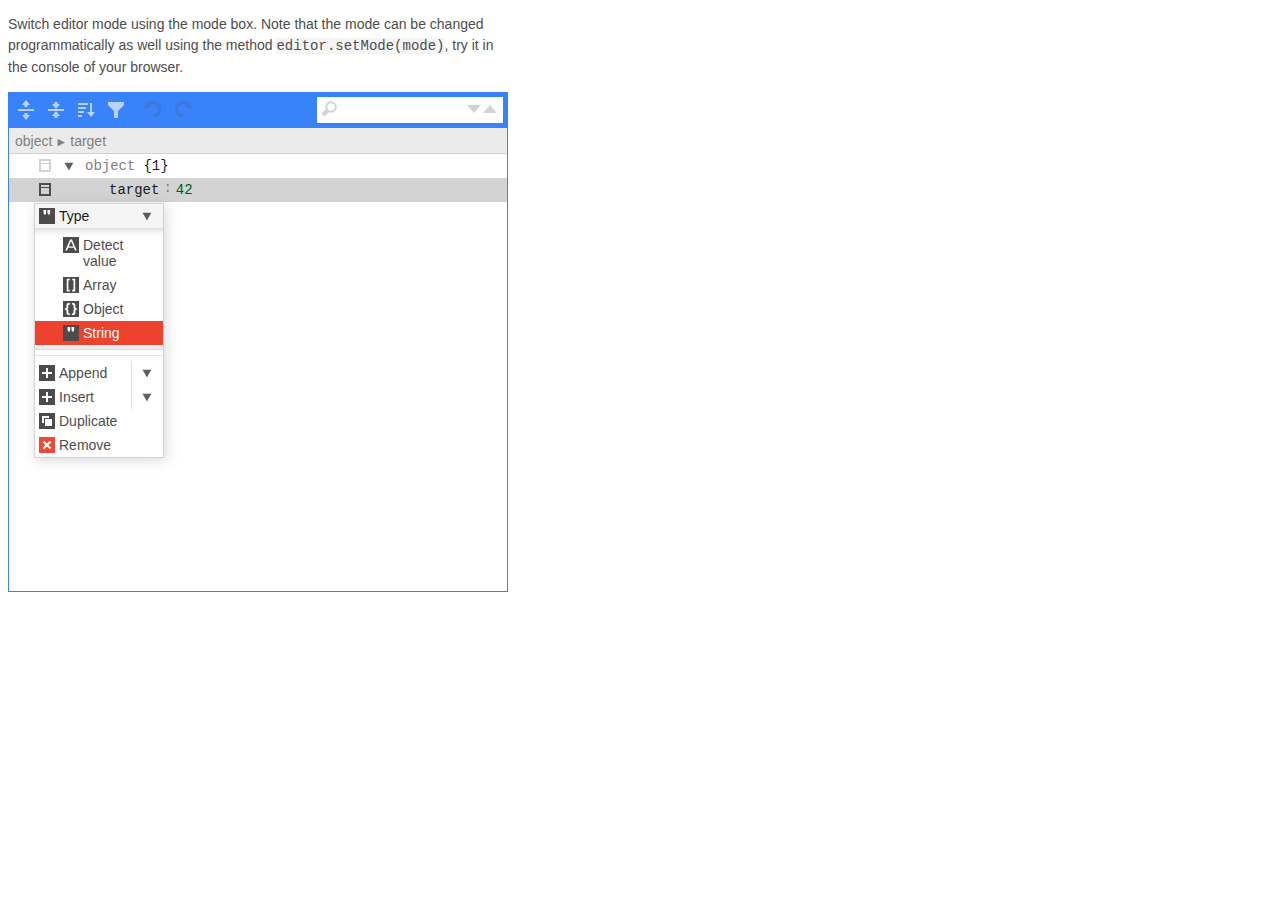 Switch editor mode using the mode box. Note that the mode can be changed
programmatically as well using the method editor.setMode(mode), try it in
the console of your browser.
object ► target
object {1}
target : 42
Type
Detect
value
Array
Object
String
Append
Insert
Duplicate
Remove